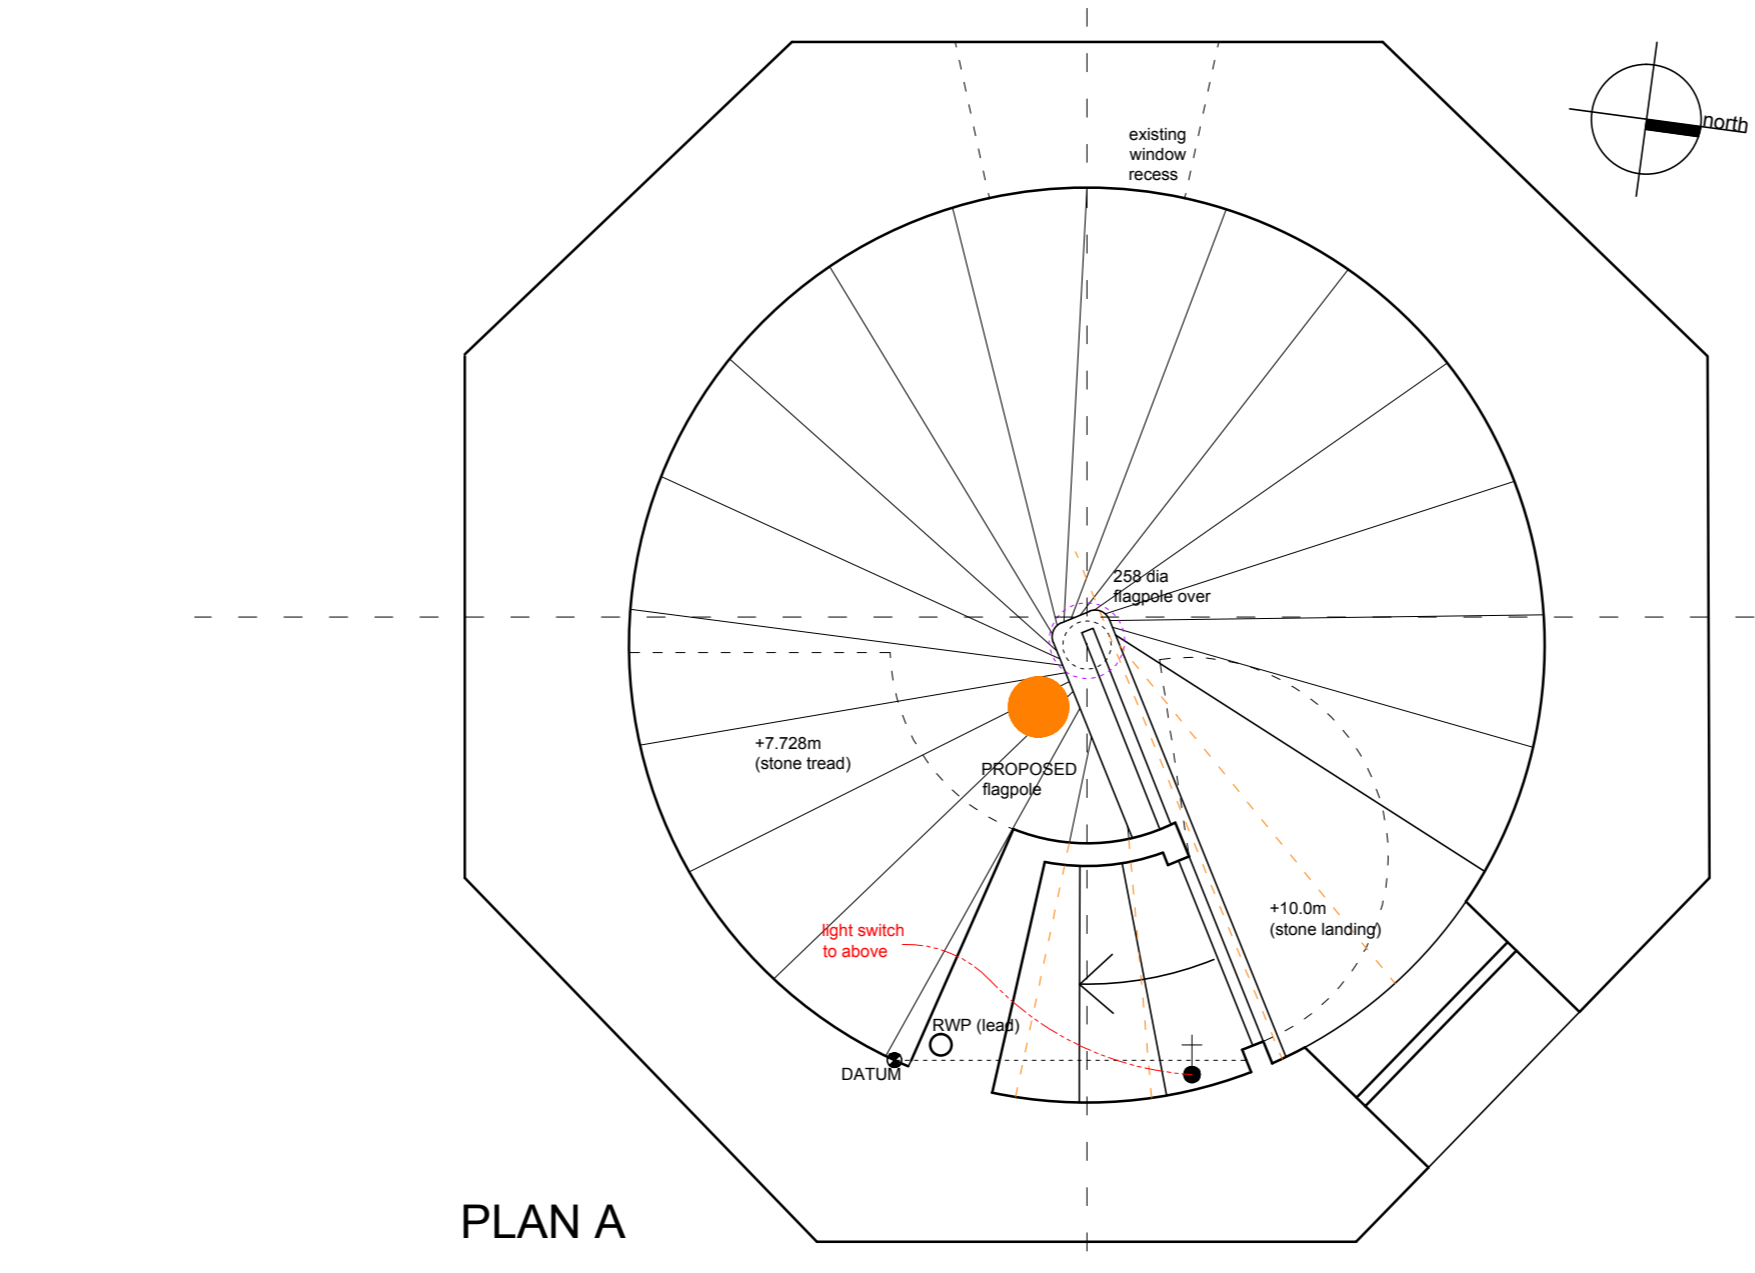 existing
window
recess
north
258 dia
flagpole over
+7.728m
(stone tread)
PROPOSED
flagpole
+10.0m
(stone landing)
light switch
to above
RWP (lead)
DATUM
PLAN A